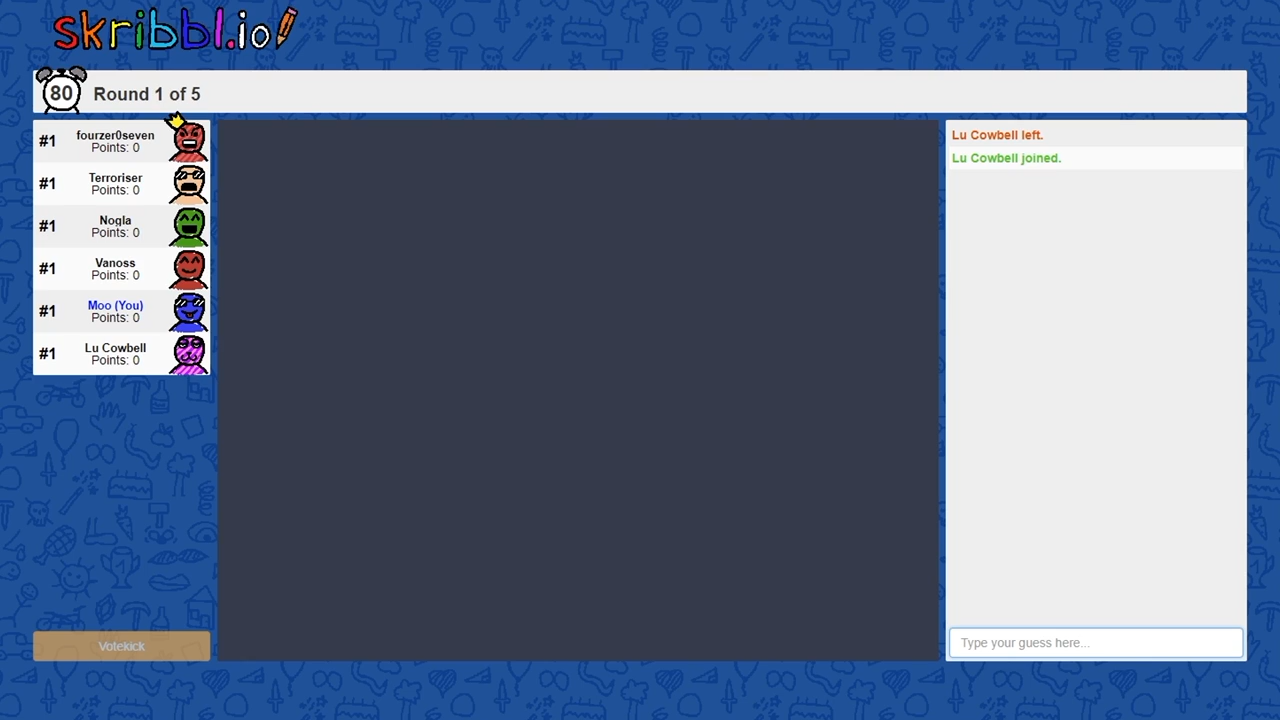 skribbl.io
80
Round 1 of 5
#1
fourzer0seven
Points: 0
#1
Terroriser
Points: 0
#1
Nogla
Points: 0
#1
Vanoss
Points: 0
#1
Moo (You)
Points: 0
#1
Lu Cowbell
Points: 0
Votekick
Lu Cowbell left.
Lu Cowbell joined.
Type your guess here...